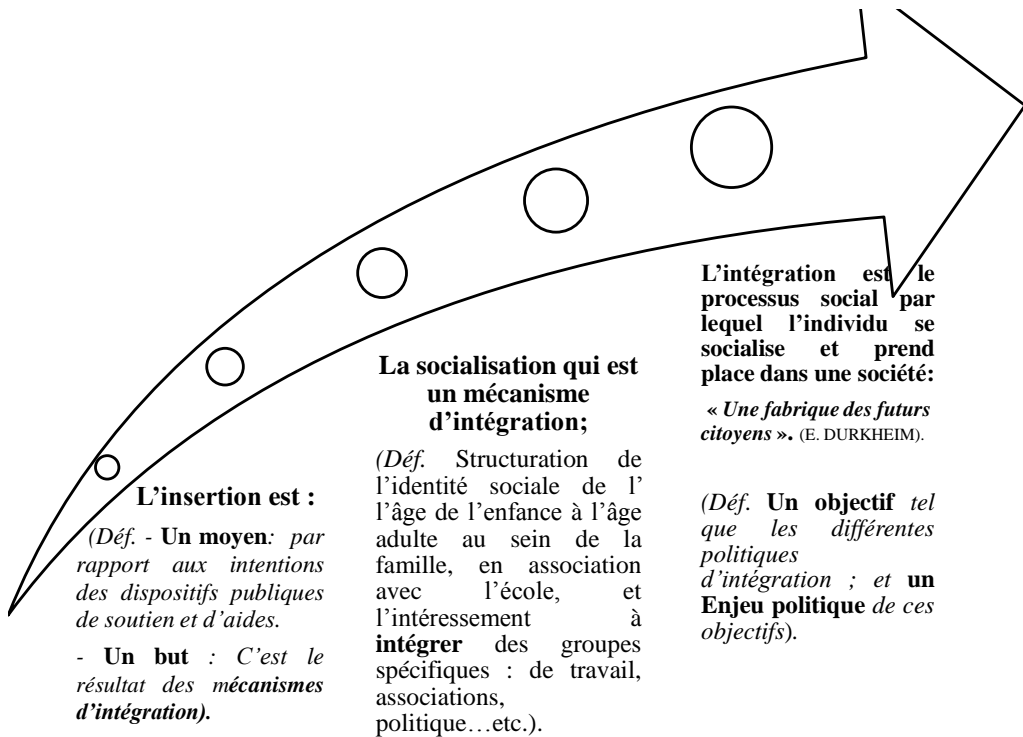 L’insertion est :
(Déf. - Un moyen: par
rapport aux intentions
des dispositifs publiques
de soutien et d’aides.
- Un but : C’est le
résultat des mécanismes
d’intégration).
La socialisation qui est
un mécanisme
d’intégration;
(Déf. Structuration de
l’identité sociale de l’
l’âge de l’enfance à l’âge
adulte au sein de la
famille, en association
avec l’école, et
l’intéressement à
intégrer des groupes
spécifiques : de travail,
associations,
politique…etc.).
L’intégration est le
processus social par
lequel l’individu se
socialise et prend
place dans une société:
« Une fabrique des futurs
citoyens ». (E. DURKHEIM).
(Déf. Un objectif tel
que les différentes
politiques
d’intégration ; et un
Enjeu politique de ces
objectifs).